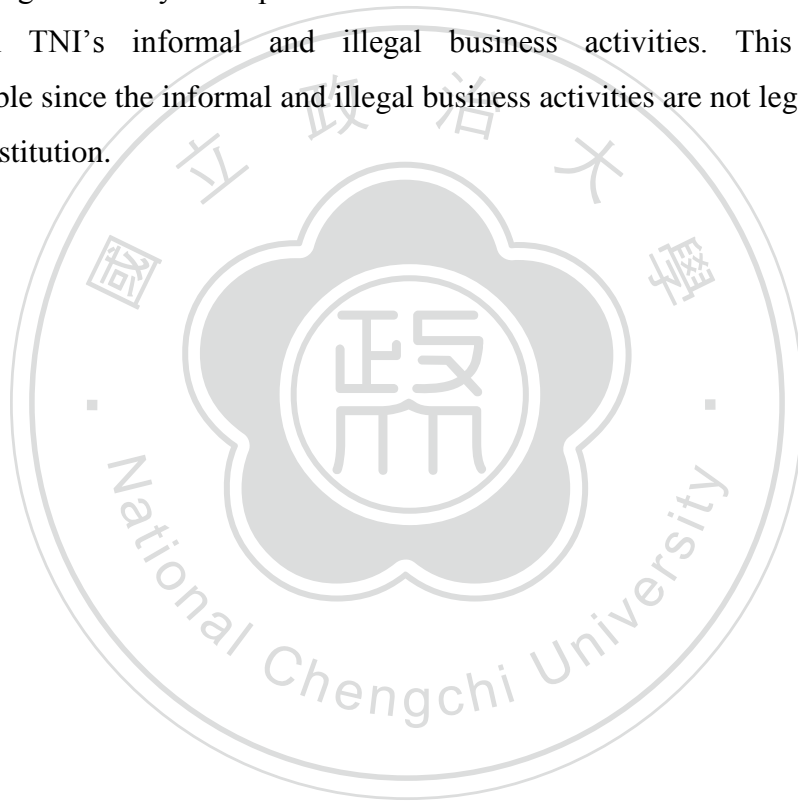 TNI’s informal and illegal business activities. This
ble since the informal and illegal business activities are not leg
stitution.
國立政治大學
National Chengchi University